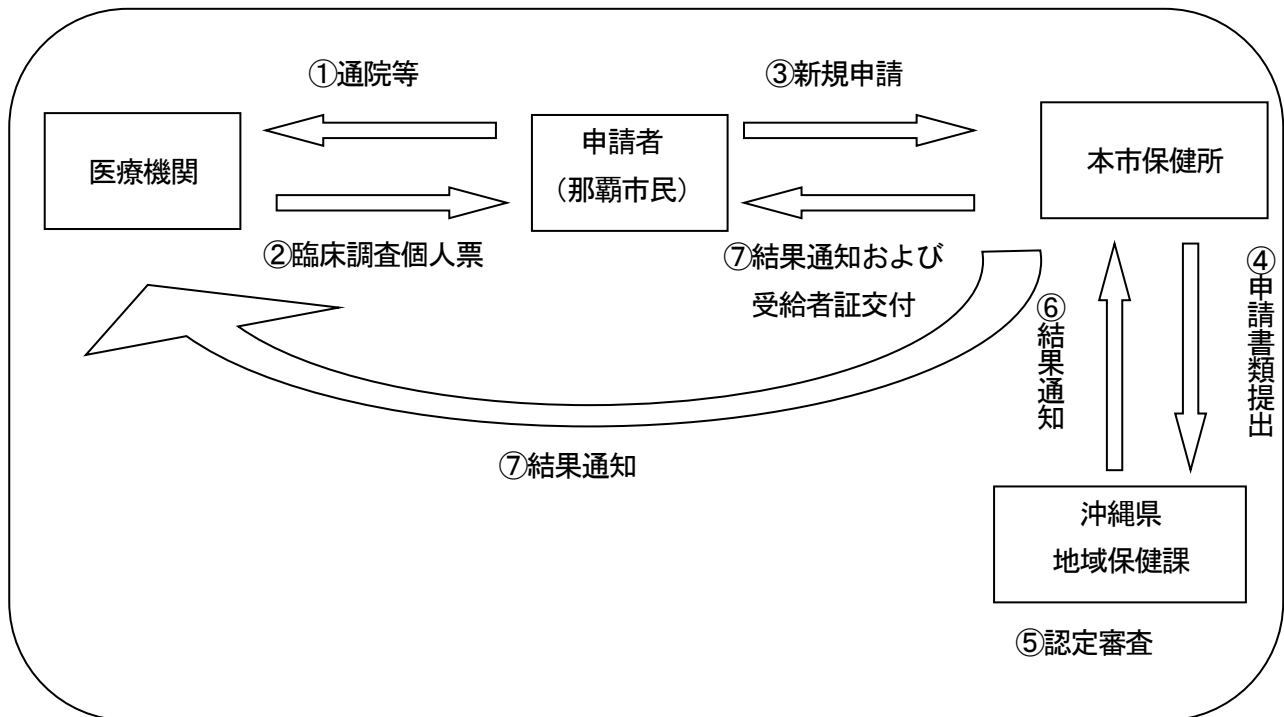 ①通院等
③新規申請
医療機関
申請者
(那覇市民)
本市保健所
②臨床調査個人票
⑦結果通知および
受給者証交付
④申請書類提出
⑥結果通知
⑦結果通知
沖縄県
地域保健課
⑤認定審査